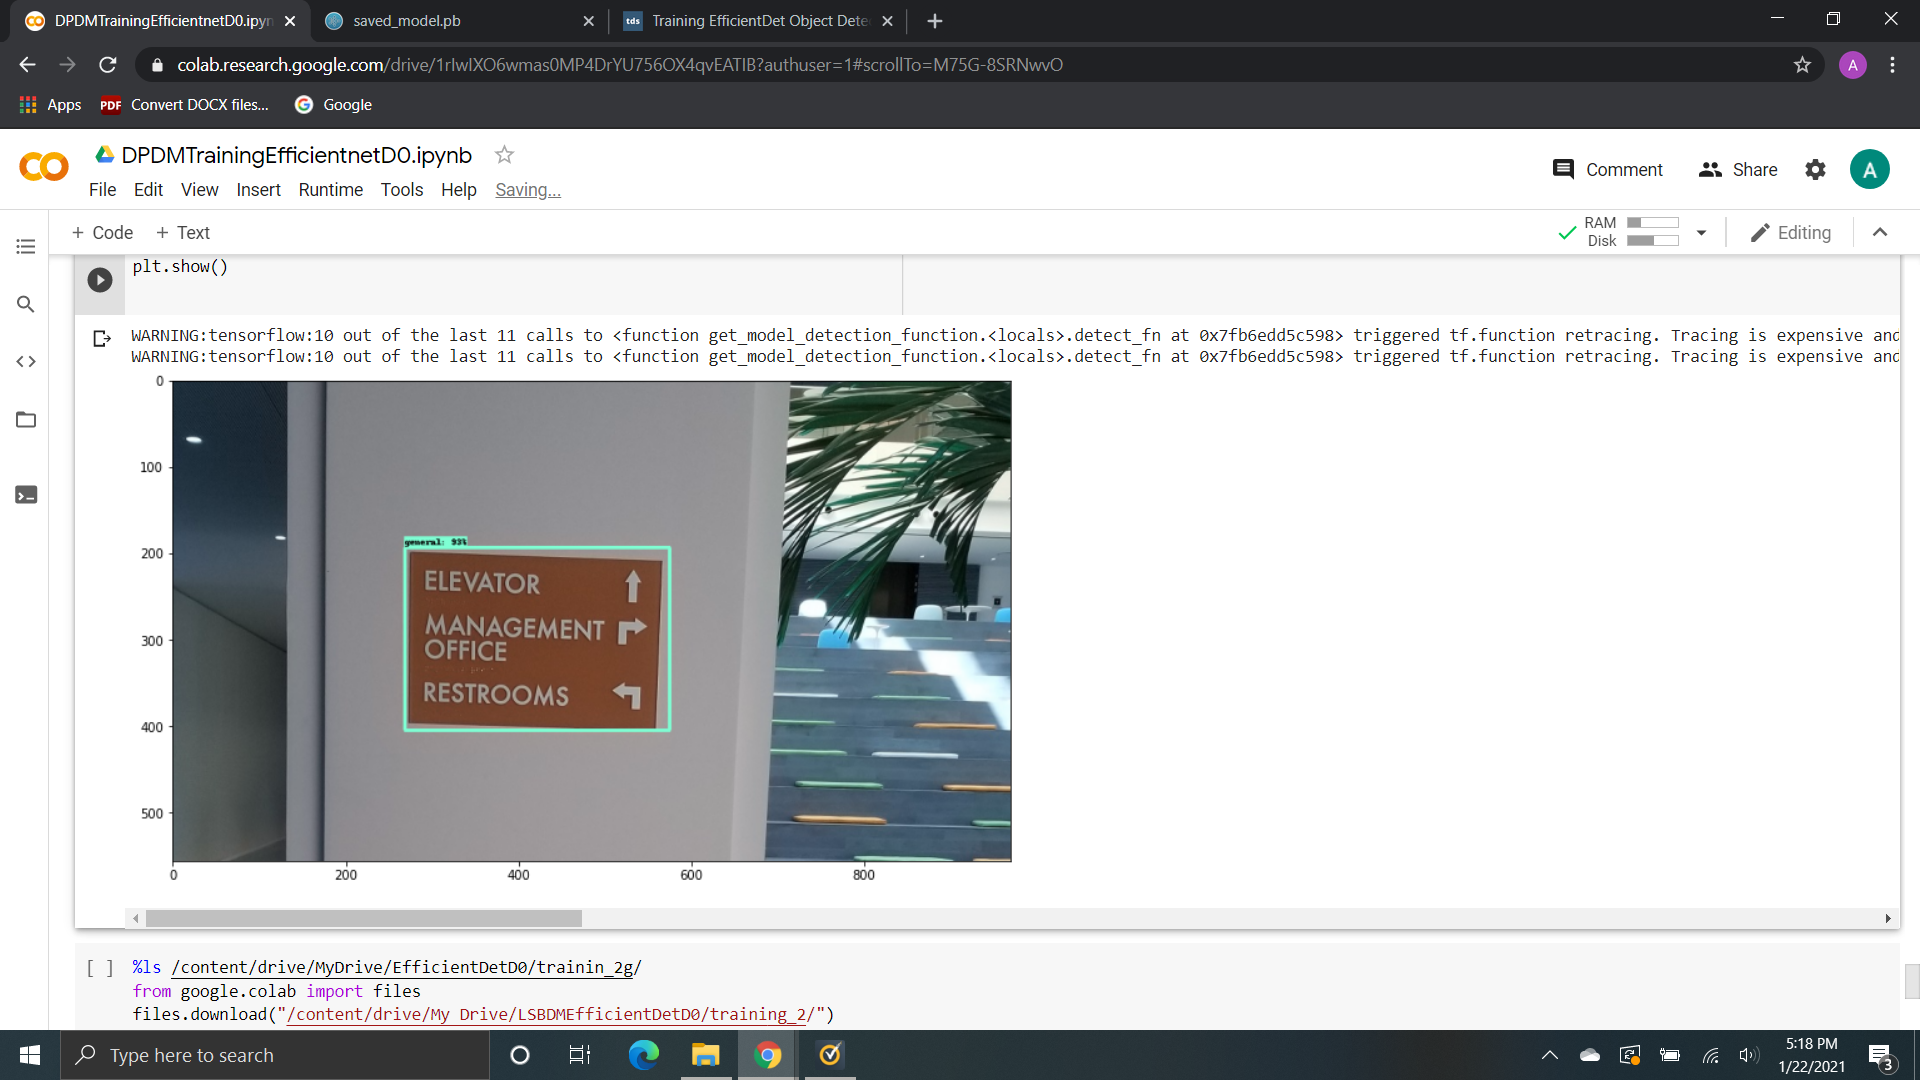 DPDMTrainingEfficientnetD0.ipyn
saved_model.pb
tds Training EfficientDet Object Dete
colab.research.google.com/drive/1rIwIXO6wmas0MP4DrYU756OX4qvEATIB?authuser=1#scrollTo=M75G-8SRNwvO
A
Apps
PDF Convert DOCX files...
Google
DPDMTrainingEfficientnetD0.ipynb
Comment
Share
A
File Edit View Insert Runtime Tools Help Saving...
+ Code + Text
RAM
Disk
Editing
plt.show()
WARNING:tensorflow:10 out of the last 11 calls to <function get_model_detection_function.<locals>.detect_fn at 0x7fb6edd5c598> triggered tf.function retracing. Tracing is expensive and
WARNING:tensorflow:10 out of the last 11 calls to <function get_model_detection_function.<locals>.detect_fn at 0x7fb6edd5c598> triggered tf.function retracing. Tracing is expensive and
0
100
200
300
400
500
general: 93%
ELEVATOR
MANAGEMENT
OFFICE
RESTROOMS
0 200 400 600 800
[ ] %ls /content/drive/MyDrive/EfficientDetD0/trainin_2g/
from google.colab import files
files.download("/content/drive/My Drive/LSBDMEfficientDetD0/training_2/")
Type here to search
5:18 PM
1/22/2021
3